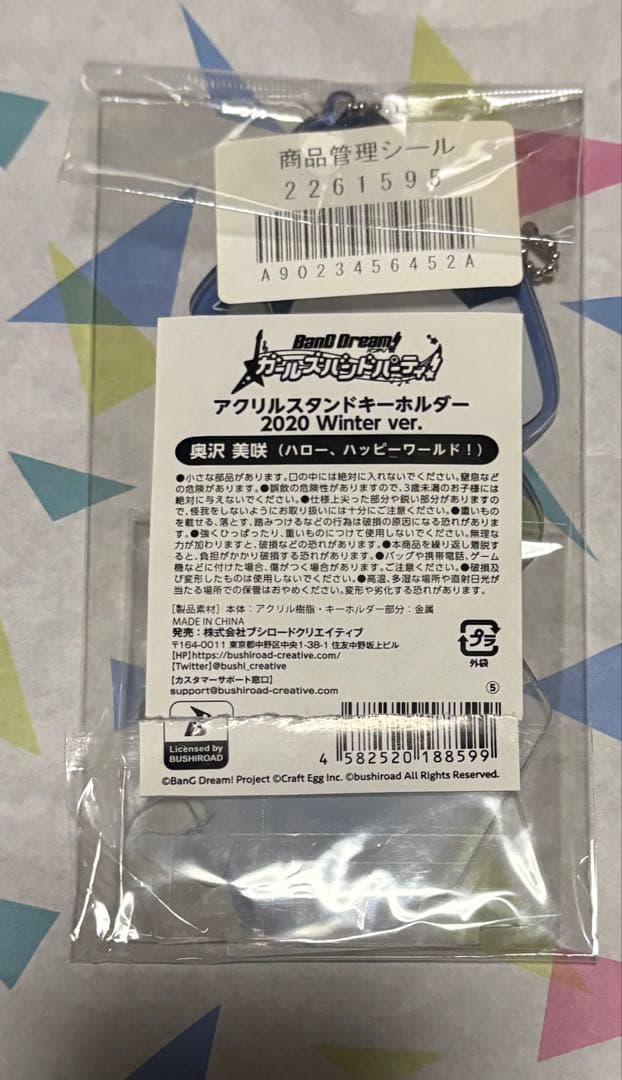 商品管理シール
2261595
A9023456452A
BanG Dream!
バンドリ!
ガールズバンドパーティ!
アクリルスタンドキーホルダー
2020 Winter ver.
奥沢 美咲（ハロー、ハッピーワールド！）
●小さな部品があります。口の中には絶対に入れないでください。窒息など
の危険があります。●誤飲の危険性がありますので、3歳未満のお子様には
絶対に与えないでください。●仕様上尖った部分や鋭い部分がありますの
で、怪我をしないようにお取り扱いには十分にご注意ください。●重いもの
を載せる、落とす、踏みつけるなどの行為は破損の原因になる恐れがありま
す。●強くひっぱったり、重いものにつけて使用しないでください。無理な
力が加わりますと、破損などの恐れがあります。●本商品を繰り返し着脱す
ると、負担がかかり破損する恐れがあります。●バッグや携帯電話、ゲーム
機などに付けた場合、傷がつく場合があります。ご注意ください。●破損及
び変形したものは使用しないでください。●高温、多湿な場所や直射日光が
当たる場所での保管はおやめください。変形や劣化する恐れがあります。
［製品素材］本体：アクリル樹脂・キーホルダー部分：金属
MADE IN CHINA
発売：株式会社ブシロードクリエイティブ
〒164-0011 東京都中野区中央1-38-1 住友中野坂上ビル
[HP]https://bushiroad-creative.com/
[Twitter]@bushi_creative
【カスタマーサポート窓口】
support@bushiroad-creative.com
プラ
外袋
⑤
Licensed by
BUSHIROAD
4 582520 188599
©BanG Dream! Project ©Craft Egg Inc. ©bushiroad All Rights Reserved.